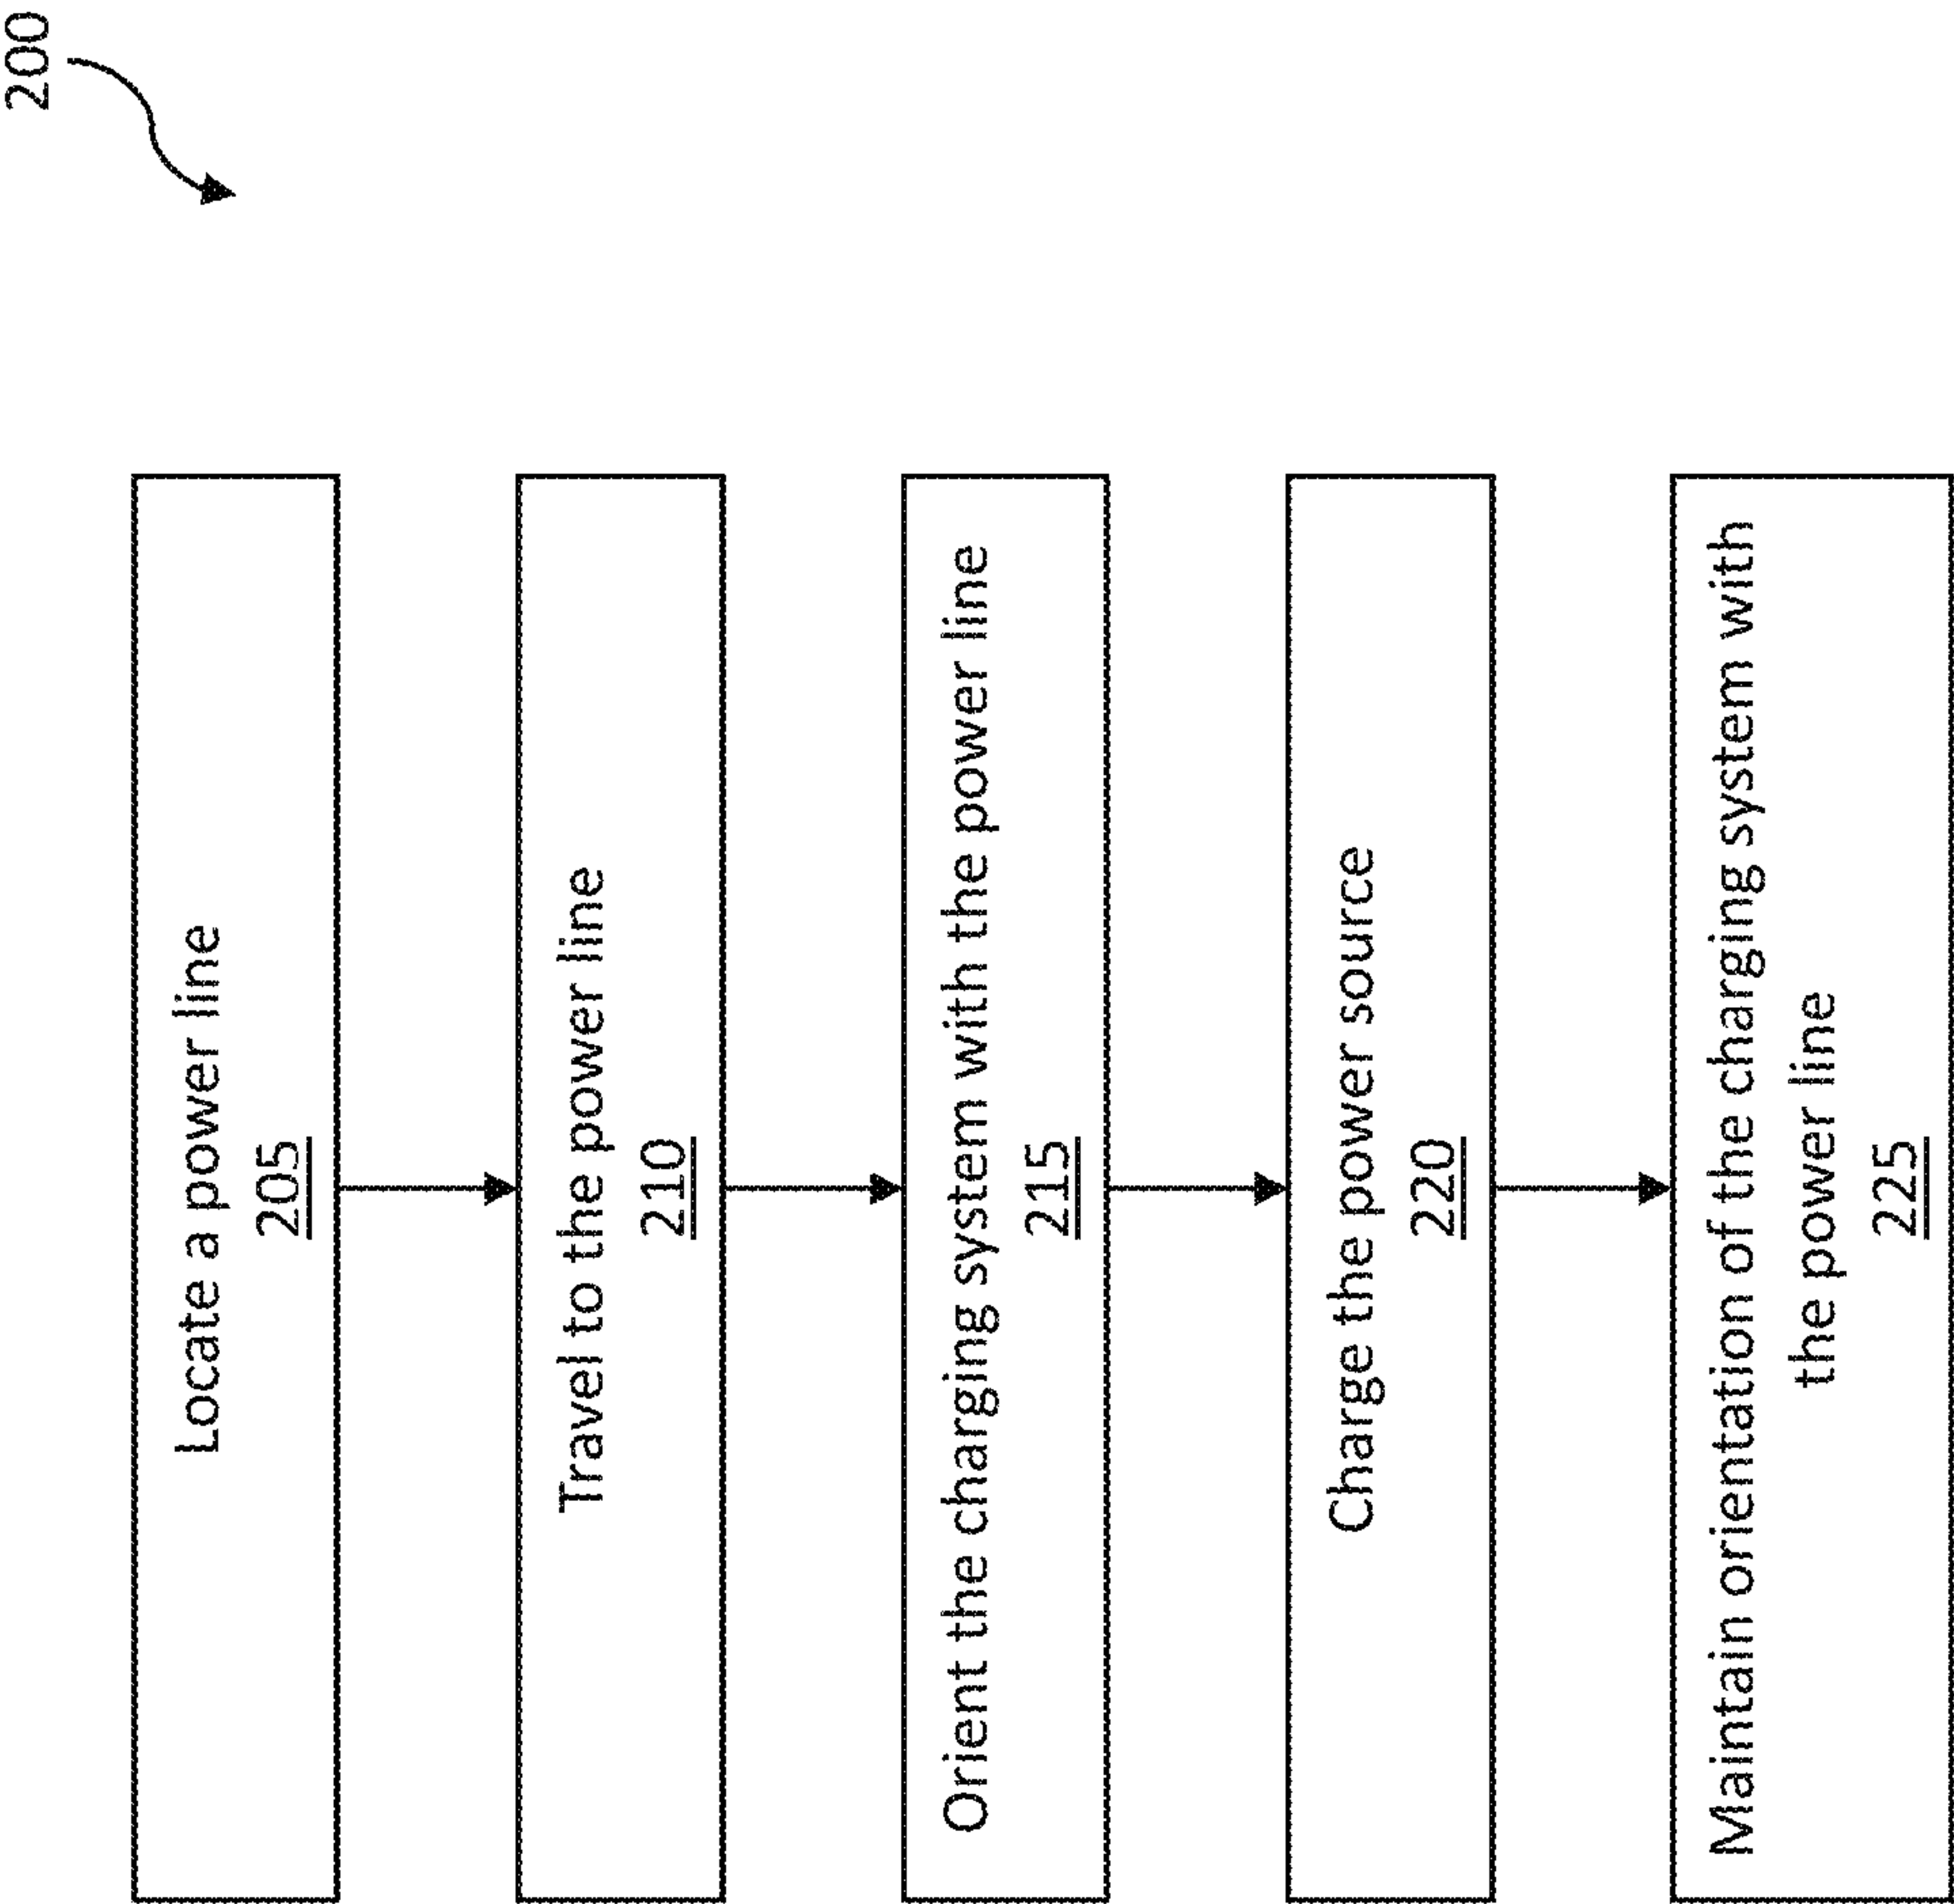 200
Locate a power line
205
Travel to the power line
210
Orient the charging system with the power line
215
Charge the power source
220
Maintain orientation of the charging system with
the power line
225